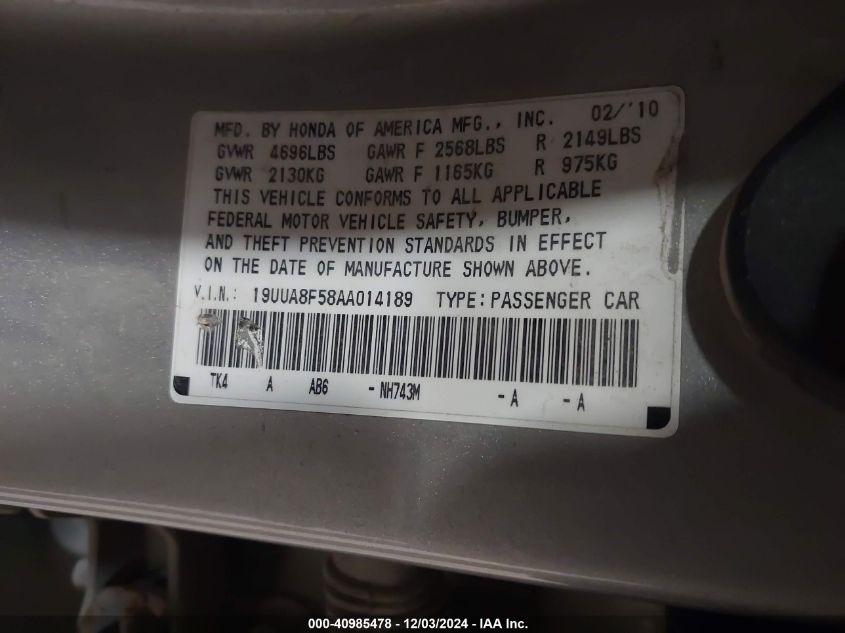 MFD. BY HONDA OF AMERICA MFG., INC. 02/'10
GVWR 4696LBS GAWR F 2568LBS R 2149LBS
GVWR 2130KG GAWR F 1165KG R 975KG
THIS VEHICLE CONFORMS TO ALL APPLICABLE
FEDERAL MOTOR VEHICLE SAFETY, BUMPER,
AND THEFT PREVENTION STANDARDS IN EFFECT
ON THE DATE OF MANUFACTURE SHOWN ABOVE.
V.I.N.: 19UUA8F58AA014189 TYPE: PASSENGER CAR
TK4 A AB6 -NH743M -A -A
000-40985478 - 12/03/2024 - IAA Inc.